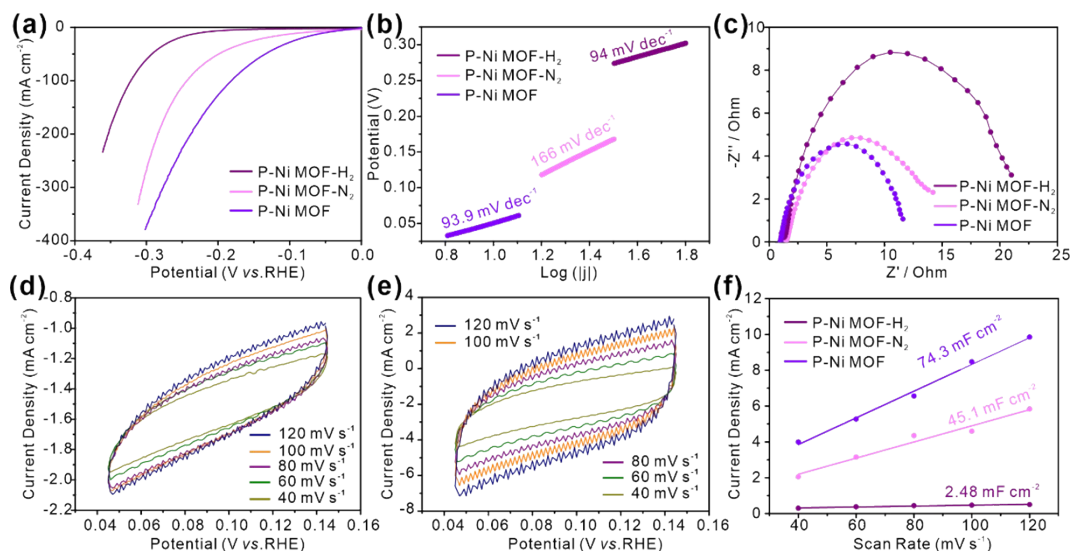 (a)
0
-100
-200
-300
-400
-0.4
-0.3
-0.2
-0.1
0.0
Current Density (mA cm⁻²)
Potential (V vs.RHE)
P-Ni MOF-H₂
P-Ni MOF-N₂
P-Ni MOF
(b)
0.30
0.25
0.20
0.15
0.10
0.05
0.8
1.0
1.2
1.4
1.6
1.8
Potential (V)
Log (|j|)
P-Ni MOF-H₂
P-Ni MOF-N₂
P-Ni MOF
94 mV dec⁻¹
166 mV dec⁻¹
93.9 mV dec⁻¹
(c)
10
8
6
4
2
0
0
5
10
15
20
25
-Z'' / Ohm
Z' / Ohm
P-Ni MOF-H₂
P-Ni MOF-N₂
P-Ni MOF
(d)
-0.8
-1.0
-1.2
-1.4
-1.6
-1.8
-2.0
-2.2
0.04
0.06
0.08
0.10
0.12
0.14
0.16
Current Density (mA cm⁻²)
Potential (V vs.RHE)
120 mV s⁻¹
100 mV s⁻¹
80 mV s⁻¹
60 mV s⁻¹
40 mV s⁻¹
(e)
4
2
0
-2
-4
-6
-8
0.04
0.06
0.08
0.10
0.12
0.14
0.16
Current Density (mA cm⁻²)
Potential (V vs.RHE)
120 mV s⁻¹
100 mV s⁻¹
80 mV s⁻¹
60 mV s⁻¹
40 mV s⁻¹
(f)
12
10
8
6
4
2
0
40
60
80
100
120
Current Density (mA cm⁻²)
Scan Rate (mV s⁻¹)
P-Ni MOF-H₂
P-Ni MOF-N₂
P-Ni MOF
74.3 mF cm⁻²
45.1 mF cm⁻²
2.48 mF cm⁻²